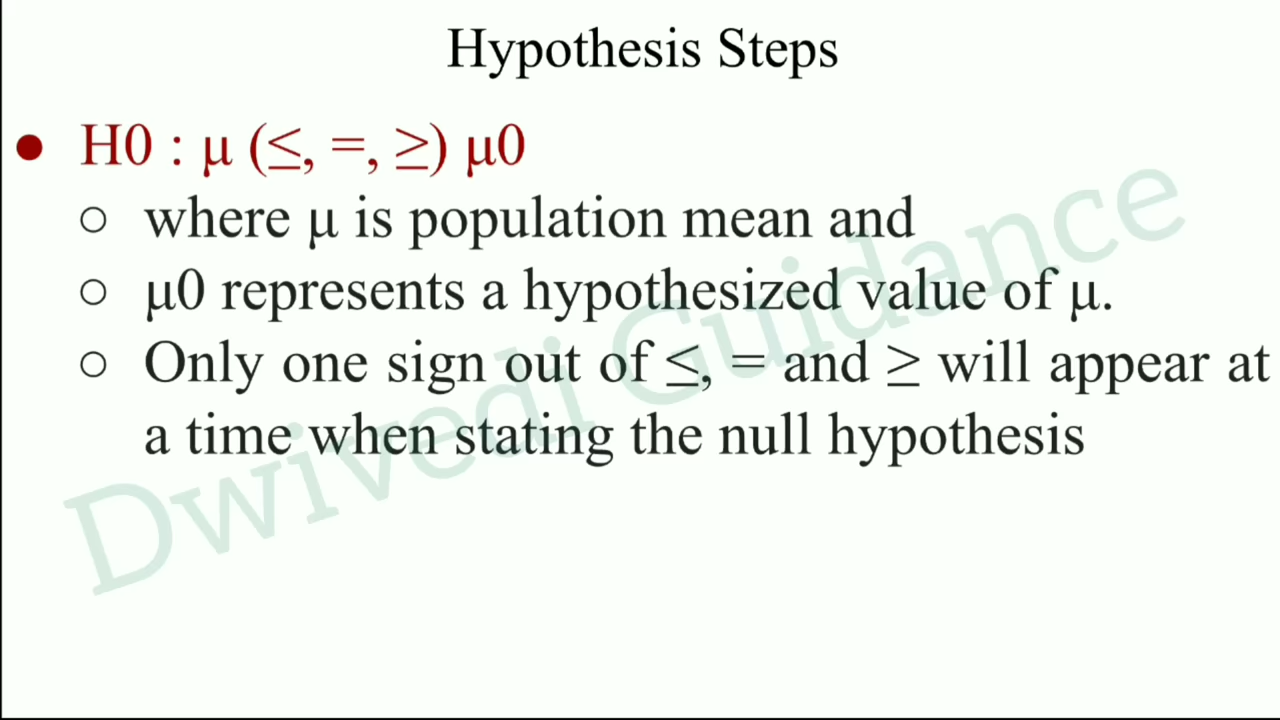 Hypothesis Steps
● H0 : μ (≤, =, ≥) μ0
○ where μ is population mean and
○ μ0 represents a hypothesized value of μ.
○ Only one sign out of ≤, = and ≥ will appear at
a time when stating the null hypothesis
Dwivedi Guidance